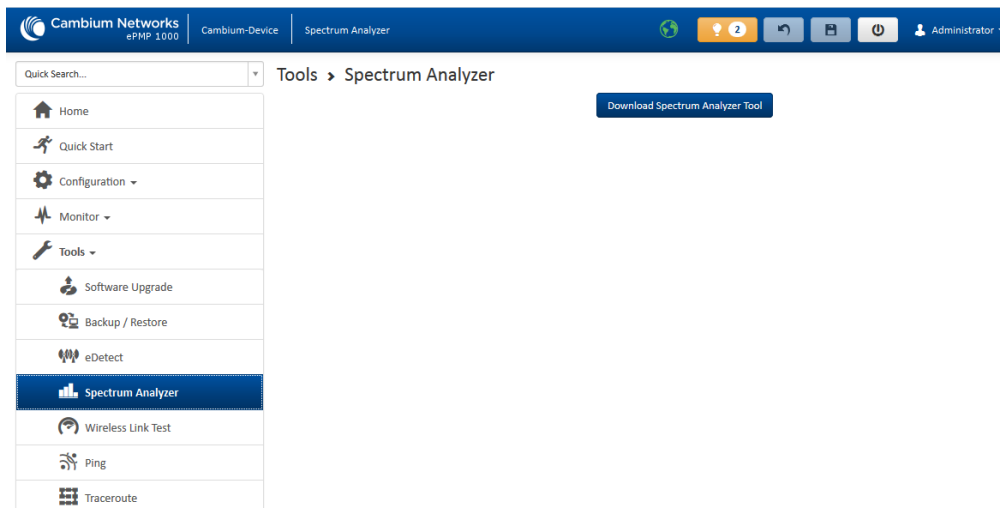 Cambium Networks
ePMP 1000
Cambium-Device
Spectrum Analyzer
2
Administrator
Quick Search...
Tools > Spectrum Analyzer
Download Spectrum Analyzer Tool
Home
Quick Start
Configuration
Monitor
Tools
Software Upgrade
Backup / Restore
eDetect
Spectrum Analyzer
Wireless Link Test
Ping
Traceroute